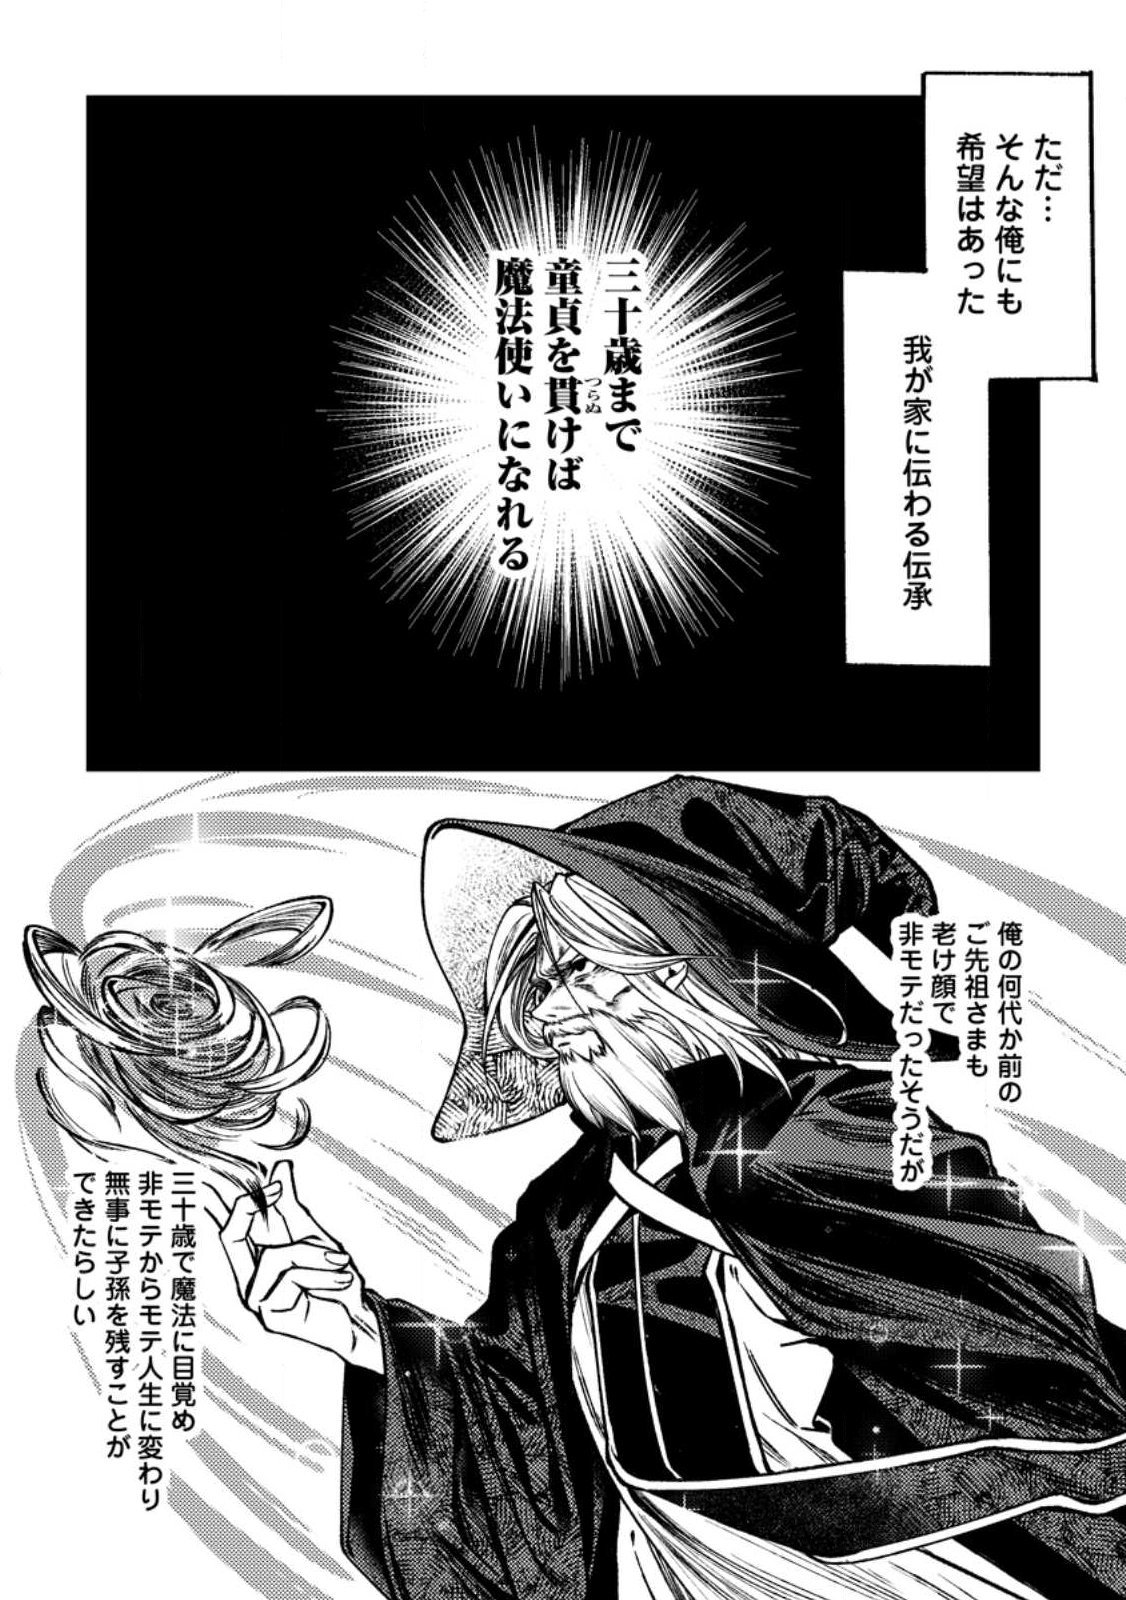 ただ…
そんな俺にも
希望はあった
我が家に伝わる伝承
三十歳まで
童貞を貫けば
つらぬ
魔法使いになれる
俺の何代か前の
ご先祖さまも
老け顔で
非モテだったそうだが
三十歳で魔法に目覚め
非モテからモテ人生に変わり
無事に子孫を残すことが
できたらしい